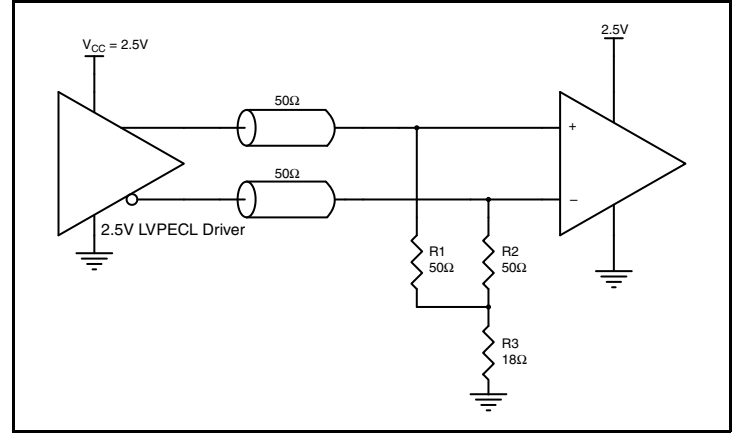 2.5V
V_CC = 2.5V
50Ω
+
50Ω
−
2.5V LVPECL Driver
R1
50Ω
R2
50Ω
R3
18Ω